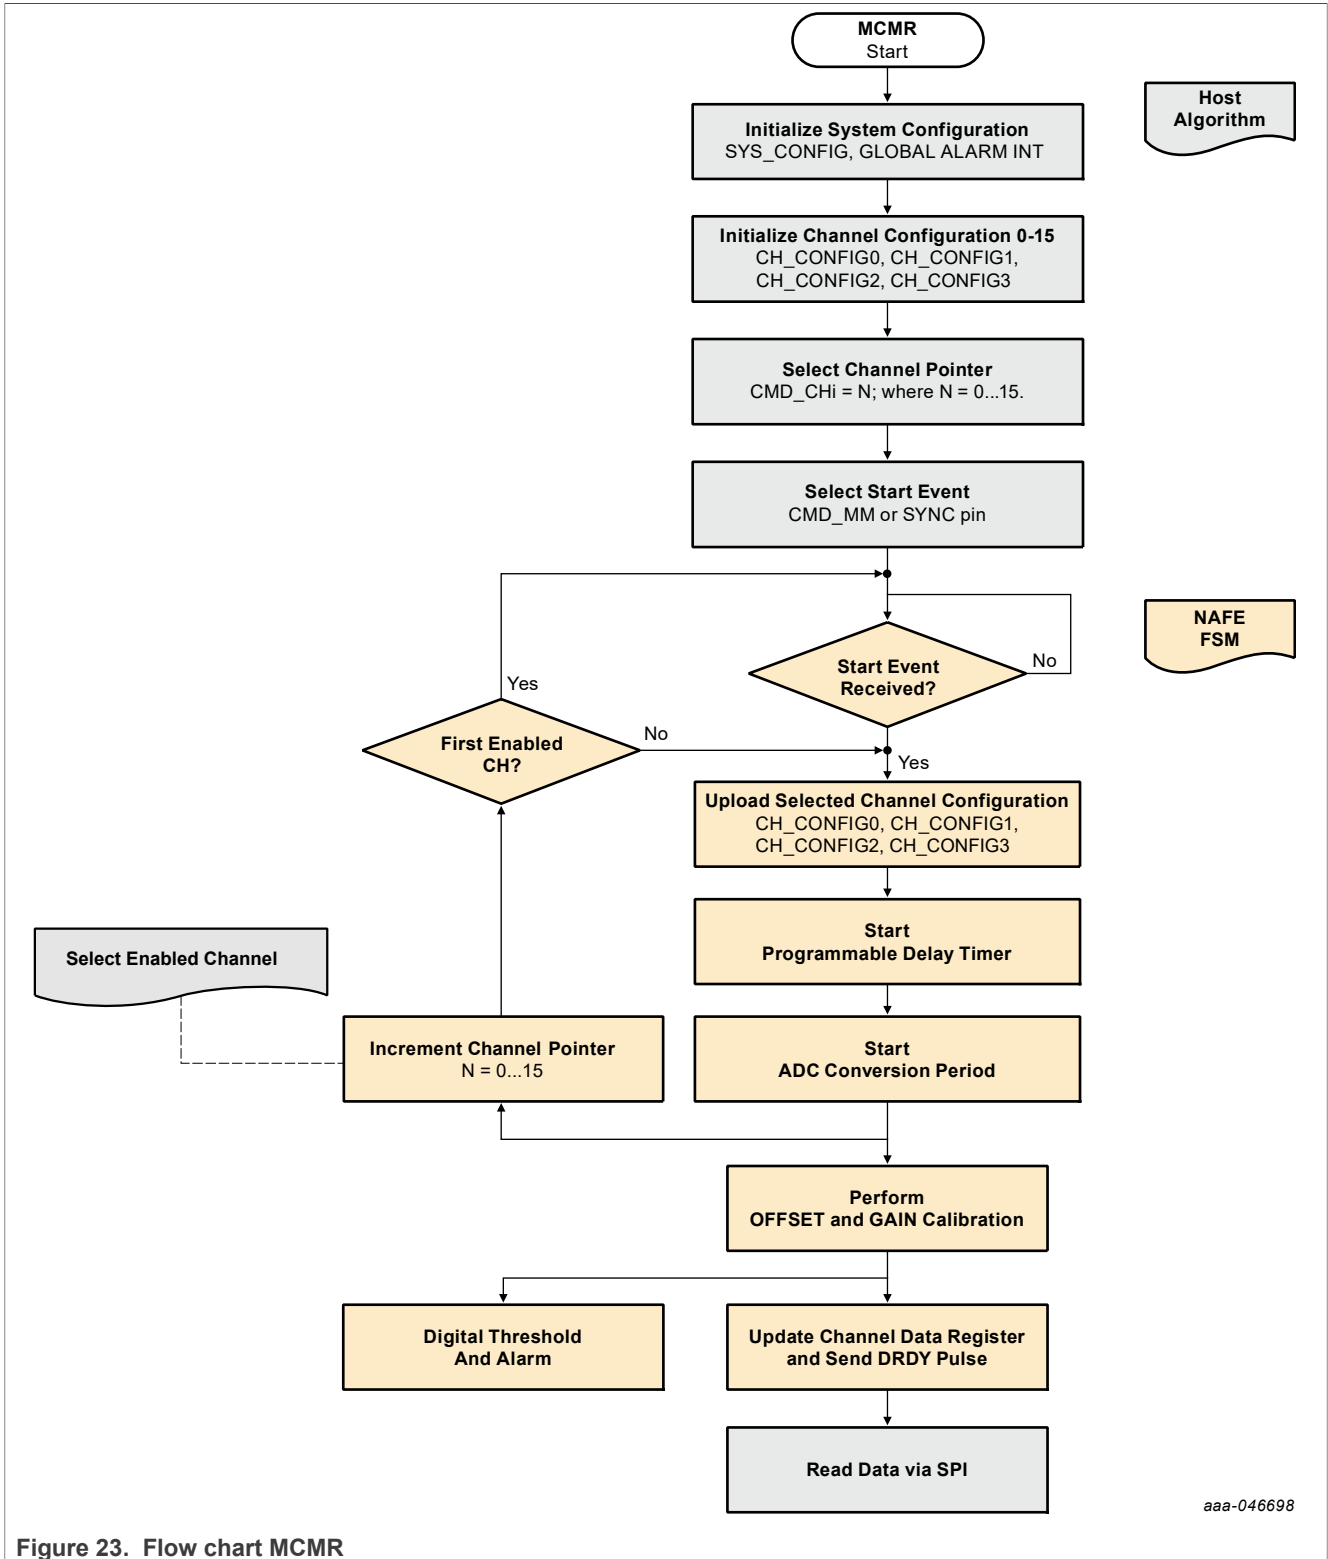 MCMR
Start
Host
Algorithm
Initialize System Configuration
SYS_CONFIG, GLOBAL ALARM INT
Initialize Channel Configuration 0-15
CH_CONFIG0, CH_CONFIG1,
CH_CONFIG2, CH_CONFIG3
Select Channel Pointer
CMD_CHi = N; where N = 0...15.
Select Start Event
CMD_MM or SYNC pin
NAFE
FSM
Start Event
Received?
No
Yes
First Enabled
CH?
No
Yes
Upload Selected Channel Configuration
CH_CONFIG0, CH_CONFIG1,
CH_CONFIG2, CH_CONFIG3
Start
Programmable Delay Timer
Select Enabled Channel
Increment Channel Pointer
N = 0...15
Start
ADC Conversion Period
Perform
OFFSET and GAIN Calibration
Digital Threshold
And Alarm
Update Channel Data Register
and Send DRDY Pulse
Read Data via SPI
aaa-046698
Figure 23. Flow chart MCMR